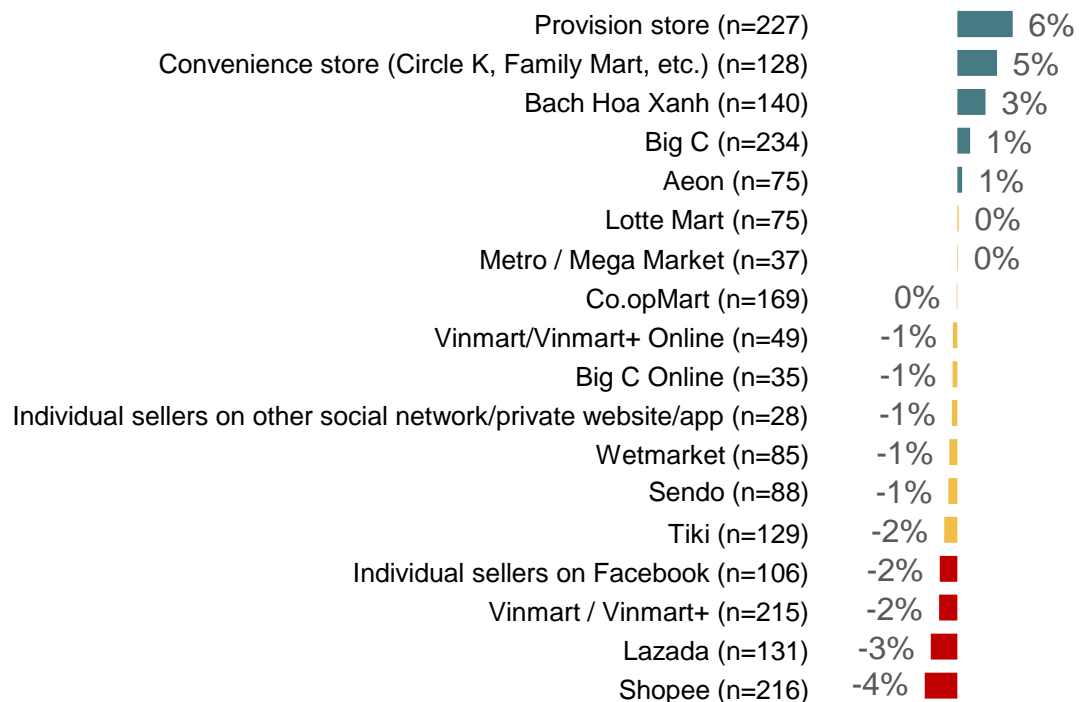 Provision store (n=227) 6%
Convenience store (Circle K, Family Mart, etc.) (n=128) 5%
Bach Hoa Xanh (n=140) 3%
Big C (n=234) 1%
Aeon (n=75) 1%
Lotte Mart (n=75) 0%
Metro / Mega Market (n=37) 0%
Co.opMart (n=169) 0%
Vinmart/Vinmart+ Online (n=49) -1%
Big C Online (n=35) -1%
Individual sellers on other social network/private website/app (n=28) -1%
Wetmarket (n=85) -1%
Sendo (n=88) -1%
Tiki (n=129) -2%
Individual sellers on Facebook (n=106) -2%
Vinmart / Vinmart+ (n=215) -2%
Lazada (n=131) -3%
Shopee (n=216) -4%